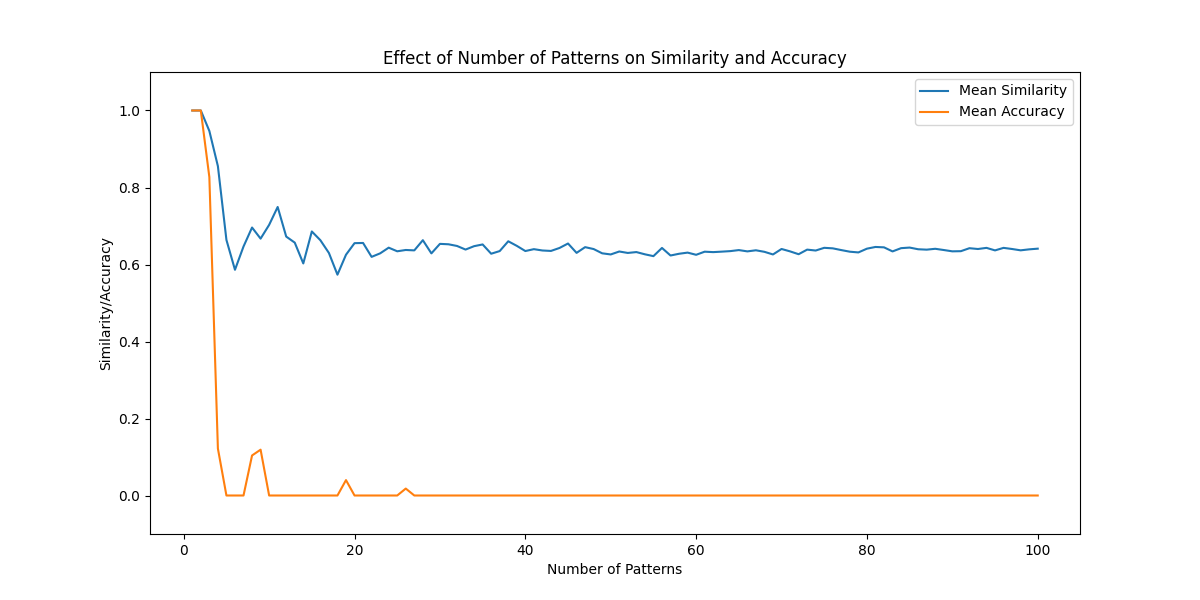 Effect of Number of Patterns on Similarity and Accuracy
Mean Similarity
Mean Accuracy
Similarity/Accuracy
1.0
0.8
0.6
0.4
0.2
0.0
0 20 40 60 80 100
Number of Patterns